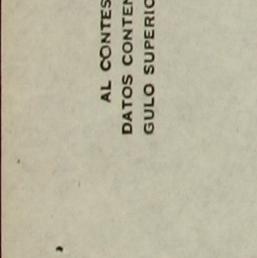 AL CONTES
DATOS CONTEN
GULO SUPERIO